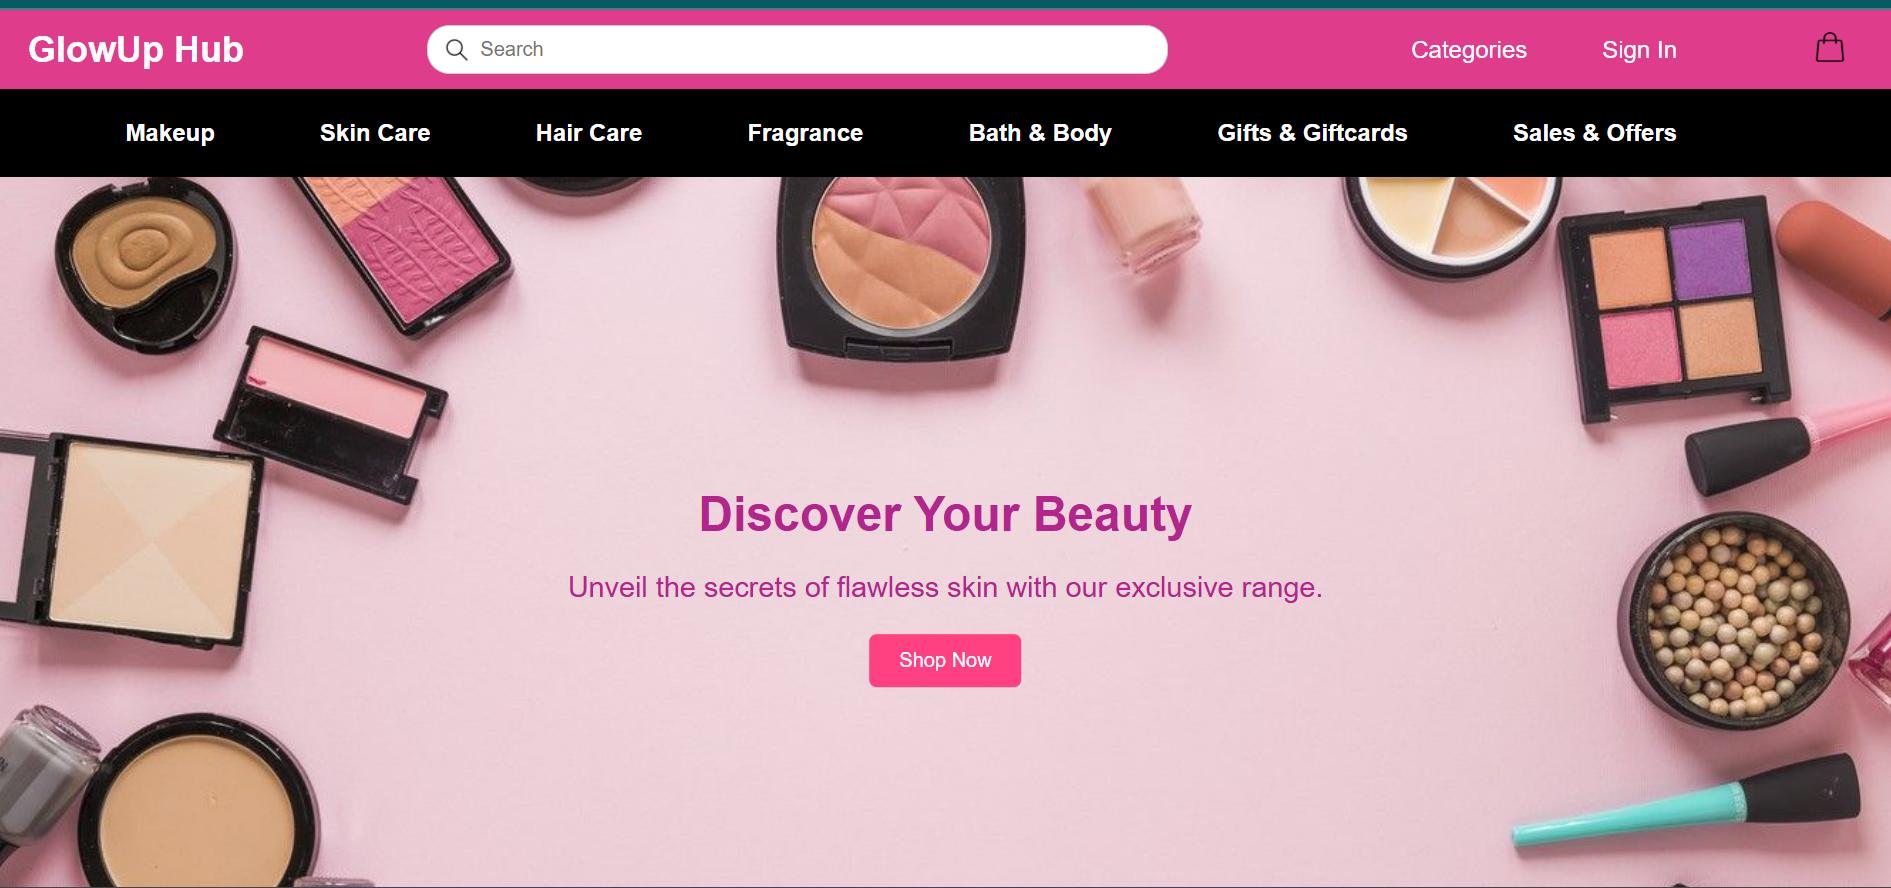 GlowUp Hub
Search
Categories
Sign In
Makeup
Skin Care
Hair Care
Fragrance
Bath & Body
Gifts & Giftcards
Sales & Offers
Discover Your Beauty
Unveil the secrets of flawless skin with our exclusive range.
Shop Now